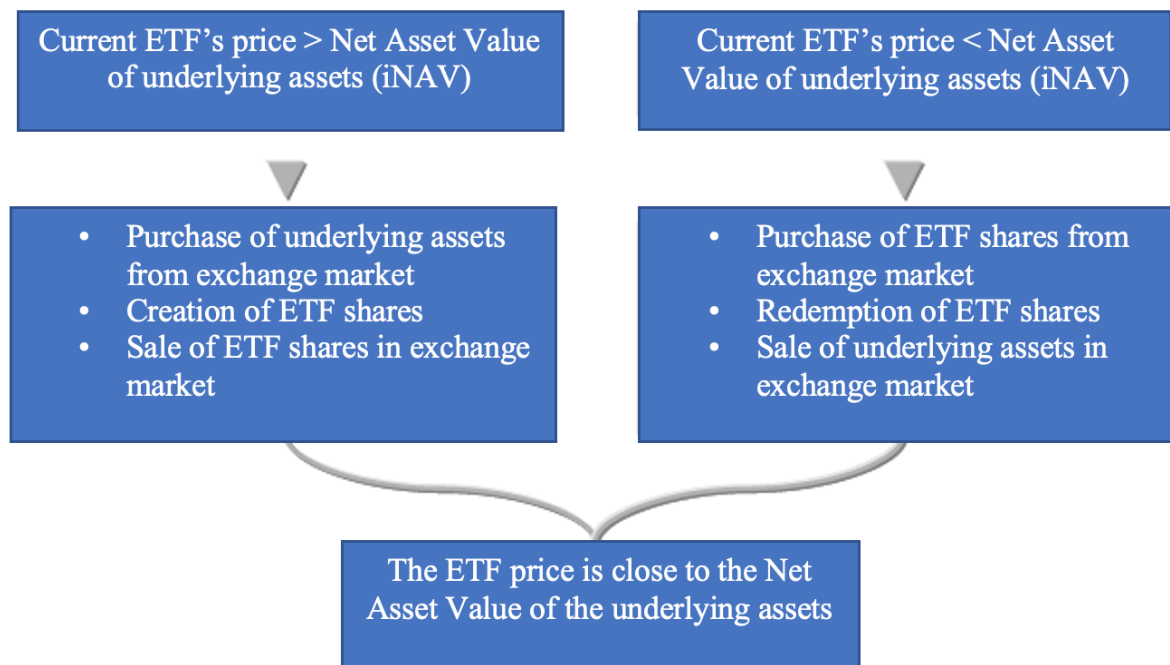 Current ETF’s price > Net Asset Value
of underlying assets (iNAV)
Current ETF’s price < Net Asset
Value of underlying assets (iNAV)
• Purchase of underlying assets
from exchange market
• Creation of ETF shares
• Sale of ETF shares in exchange
market
• Purchase of ETF shares from
exchange market
• Redemption of ETF shares
• Sale of underlying assets in
exchange market
The ETF price is close to the Net
Asset Value of the underlying assets